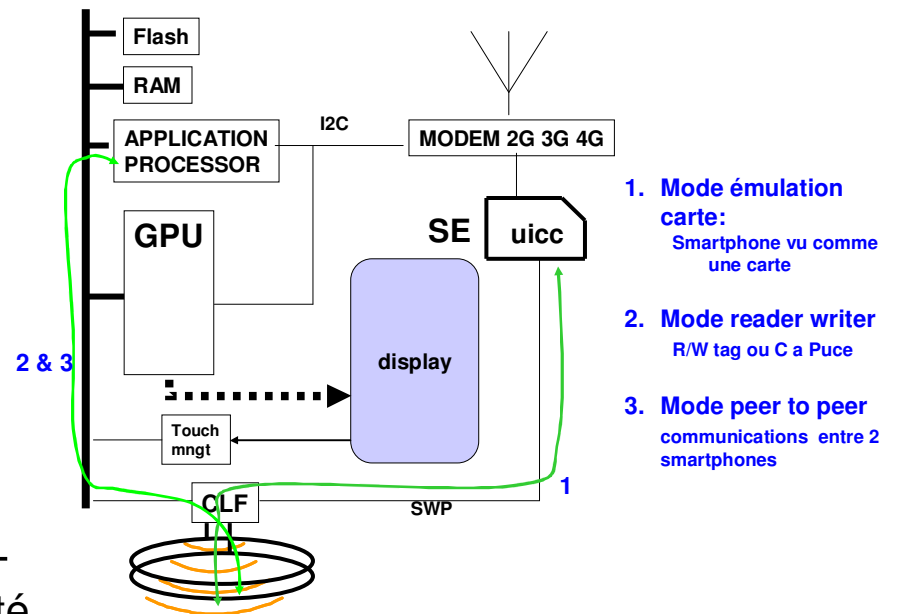 Flash
RAM
APPLICATION
PROCESSOR
I2C
MODEM 2G 3G 4G
GPU
SE
uicc
display
2 & 3
Touch
mngt
CLF
SWP
1
1. Mode émulation
carte:
Smartphone vu comme
une carte
2. Mode reader writer
R/W tag ou C a Puce
3. Mode peer to peer
communications entre 2
smartphones
té